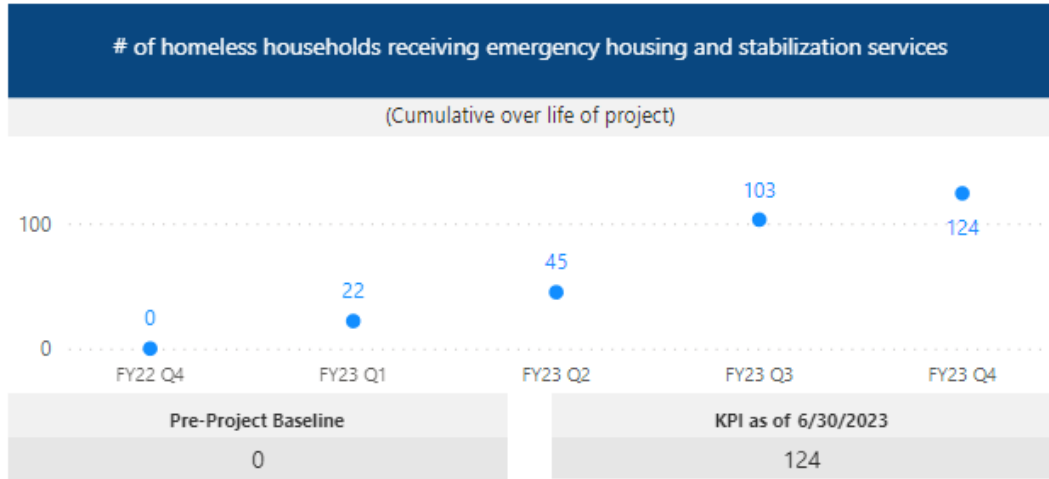 # of homeless households receiving emergency housing and stabilization services
(Cumulative over life of project)
103
100
124
45
22
0
0
FY22 Q4 FY23 Q1 FY23 Q2 FY23 Q3 FY23 Q4
Pre-Project Baseline KPI as of 6/30/2023
0 124